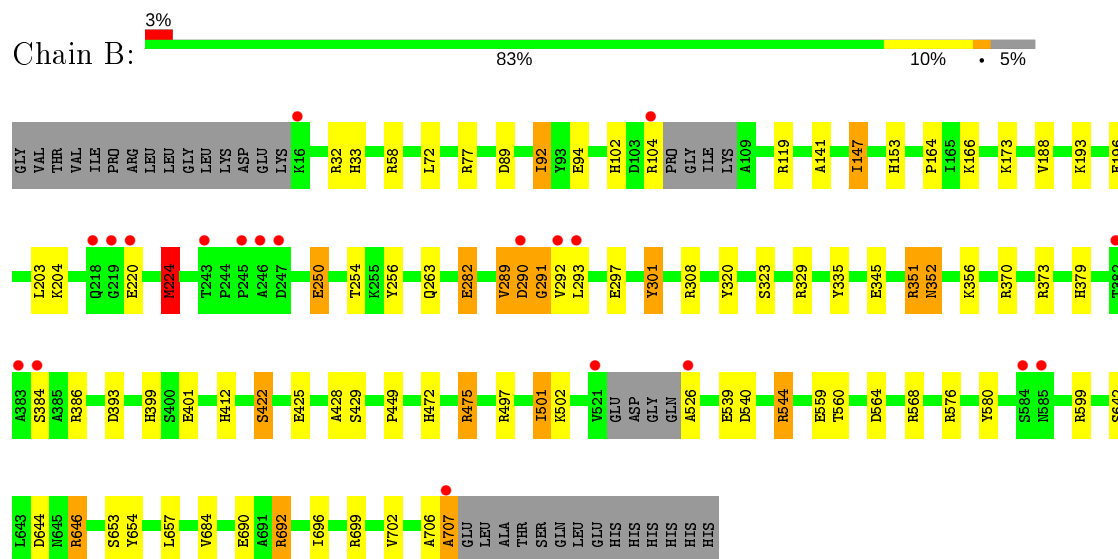 3%
Chain B:
83% 10% • 5%
GLY VAL THR VAL ILE PRO ARG LEU LEU GLY LEU LYS ASP GLU LYS K16 R32 H33 R58 L72 R77 D89 I92 Y93 E94 H102 D103 R104 PRO GLY ILE LYS A109 R119 A141 I147 H153 P164 I165 K166 K173 V188 K193 E196
L203 K204 Q218 G219 E220 M224 T243 P244 P245 A246 D247 E250 T254 K255 Y256 Q263 E282 V289 D290 G291 V292 L293 E297 Y301 R308 Y320 S323 R329 Y335 E345 R351 N352 K356 R370 R373 H379 T382
A383 S384 A385 R386 D393 H399 S400 E401 H412 S422 E425 A428 S429 P449 H472 R475 R497 I501 K502 V521 GLU ASP GLY GLN A526 E539 D540 R544 E559 T560 D564 R568 R576 Y580 S584 N585 R599 S642
L643 D644 N645 R646 S653 Y654 L657 V684 E690 A691 R692 I696 R699 V702 A706 A707 GLU LEU ALA THR SER GLN LEU GLU HIS HIS HIS HIS HIS HIS